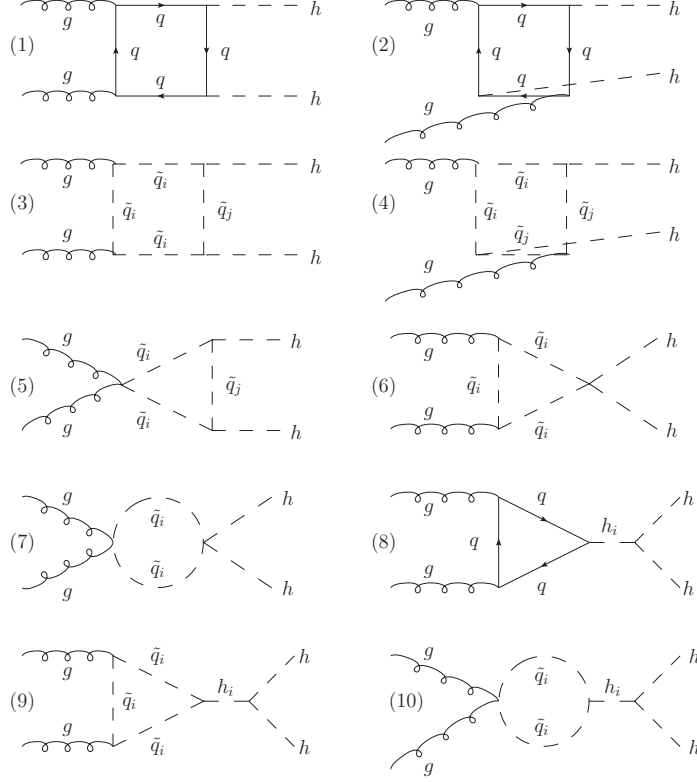 (1) g q q q g q h h
(2) g q q q q g h h
(3) g q̃ᵢ q̃ᵢ q̃ⱼ g q̃ᵢ h h
(4) g q̃ᵢ q̃ᵢ q̃ⱼ q̃ⱼ g h h
(5) g q̃ᵢ q̃ⱼ g q̃ᵢ h h
(6) g q̃ᵢ q̃ᵢ g q̃ᵢ h h
(7) g q̃ᵢ q̃ᵢ g h h
(8) g q q g q hᵢ h h
(9) g q̃ᵢ q̃ᵢ g q̃ᵢ hᵢ h h
(10) g q̃ᵢ q̃ᵢ g hᵢ h h